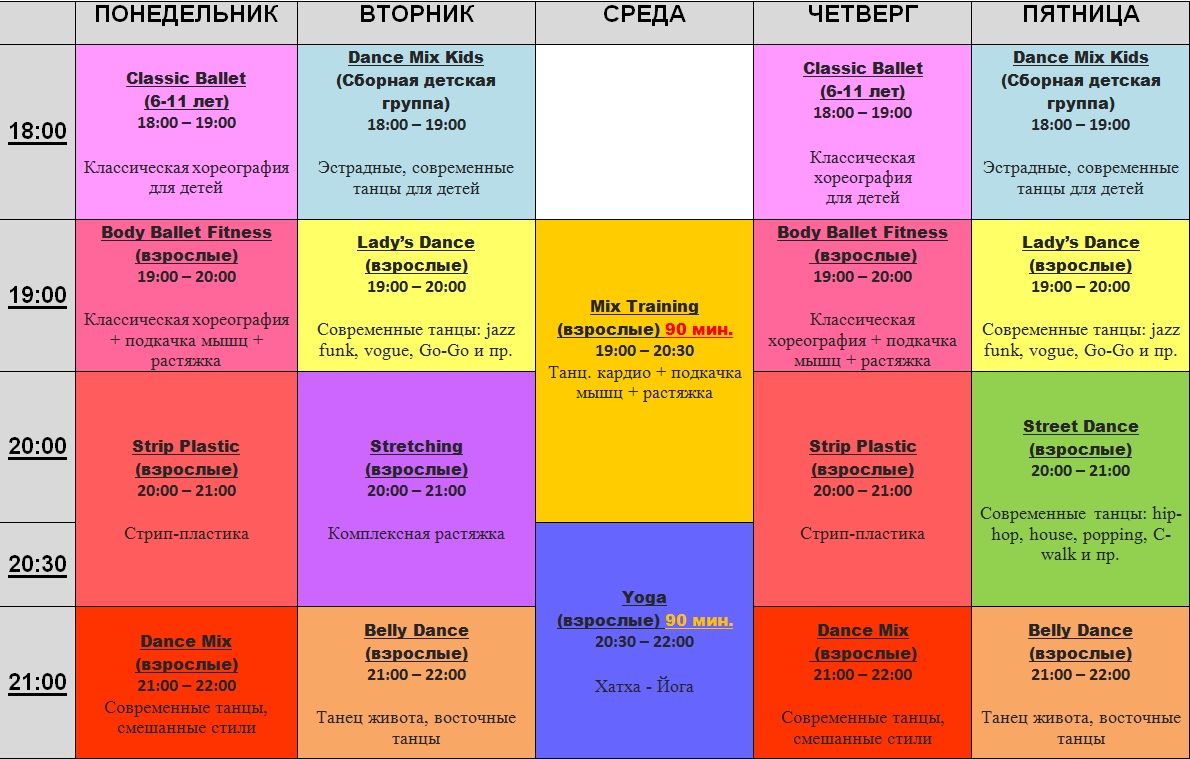 ПОНЕДЕЛЬНИК
ВТОРНИК
СРЕДА
ЧЕТВЕРГ
ПЯТНИЦА
18:00
Classic Ballet
(6-11 лет)
18:00 – 19:00
Классическая хореография
для детей
Dance Mix Kids
(Сборная детская
группа)
18:00 – 19:00
Эстрадные, современные
танцы для детей
Classic Ballet
(6-11 лет)
18:00 – 19:00
Классическая
хореография
для детей
Dance Mix Kids
(Сборная детская
группа)
18:00 – 19:00
Эстрадные, современные
танцы для детей
19:00
Body Ballet Fitness
(взрослые)
19:00 – 20:00
Классическая хореография
+ подкачка мышц +
растяжка
Lady’s Dance
(взрослые)
19:00 – 20:00
Современные танцы: jazz
funk, vogue, Go-Go и пр.
Mix Training
(взрослые) 90 мин.
19:00 – 20:30
Танц. кардио + подкачка
мышц + растяжка
Body Ballet Fitness
(взрослые)
19:00 – 20:00
Классическая
хореография + подкачка
мышц + растяжка
Lady’s Dance
(взрослые)
19:00 – 20:00
Современные танцы: jazz
funk, vogue, Go-Go и пр.
20:00
Strip Plastic
(взрослые)
20:00 – 21:00
Стрип-пластика
Stretching
(взрослые)
20:00 – 21:00
Комплексная растяжка
Strip Plastic
(взрослые)
20:00 – 21:00
Стрип-пластика
Street Dance
(взрослые)
20:00 – 21:00
Современные танцы: hip-
hop, house, popping, C-
walk и пр.
20:30
Yoga
(взрослые) 90 мин.
20:30 – 22:00
Хатха - Йога
21:00
Dance Mix
(взрослые)
21:00 – 22:00
Современные танцы,
смешанные стили
Belly Dance
(взрослые)
21:00 – 22:00
Танец живота, восточные
танцы
Dance Mix
(взрослые)
21:00 – 22:00
Современные танцы,
смешанные стили
Belly Dance
(взрослые)
21:00 – 22:00
Танец живота, восточные
танцы